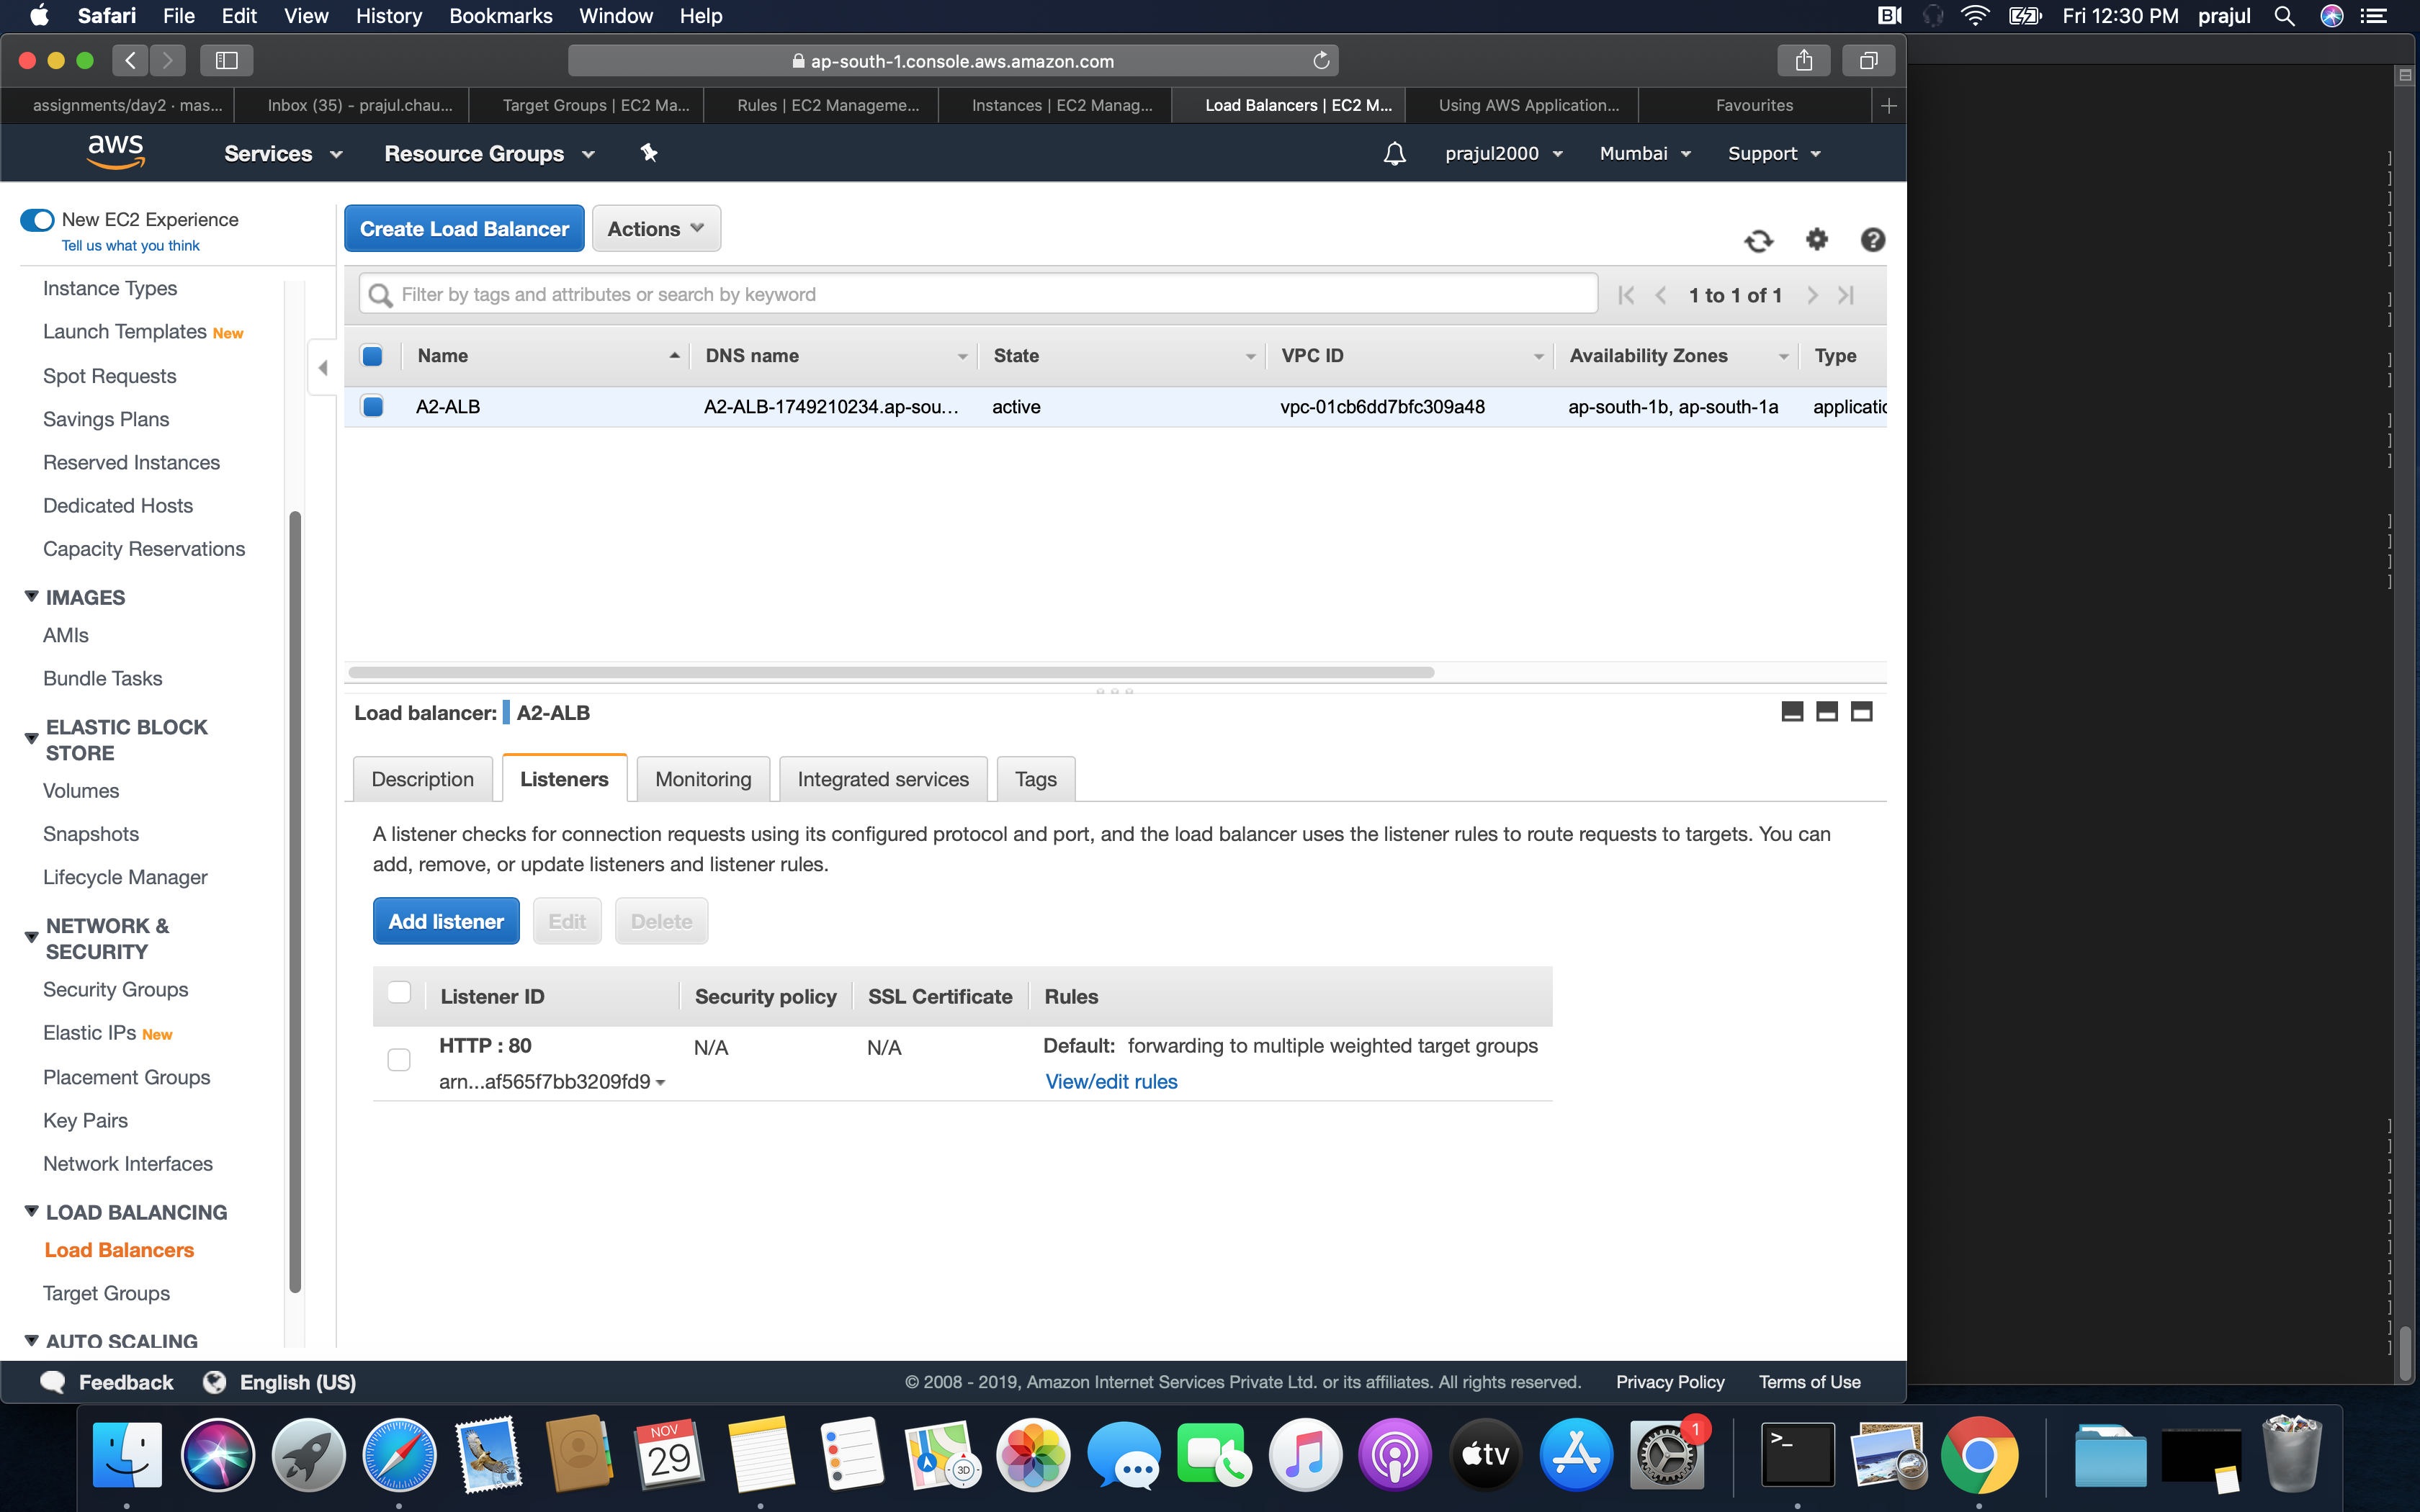 Safari File Edit View History Bookmarks Window Help
Fri 12:30 PM prajul
ap-south-1.console.aws.amazon.com
assignments/day2 · mas...
Inbox (35) - prajul.chau...
Target Groups | EC2 Ma...
Rules | EC2 Manageme...
Instances | EC2 Manag...
Load Balancers | EC2 M...
Using AWS Application...
Favourites
aws Services Resource Groups prajul2000 Mumbai Support
New EC2 Experience
Tell us what you think
Instance Types
Launch Templates New
Spot Requests
Savings Plans
Reserved Instances
Dedicated Hosts
Capacity Reservations
IMAGES
AMIs
Bundle Tasks
ELASTIC BLOCK
STORE
Volumes
Snapshots
Lifecycle Manager
NETWORK &
SECURITY
Security Groups
Elastic IPs New
Placement Groups
Key Pairs
Network Interfaces
LOAD BALANCING
Load Balancers
Target Groups
AUTO SCALING
Create Load Balancer Actions
Filter by tags and attributes or search by keyword
1 to 1 of 1
Name DNS name State VPC ID Availability Zones Type
A2-ALB A2-ALB-1749210234.ap-sou... active vpc-01cb6dd7bfc309a48 ap-south-1b, ap-south-1a applicatic
Load balancer: A2-ALB
Description Listeners Monitoring Integrated services Tags
A listener checks for connection requests using its configured protocol and port, and the load balancer uses the listener rules to route requests to targets. You can
add, remove, or update listeners and listener rules.
Add listener Edit Delete
Listener ID Security policy SSL Certificate Rules
HTTP : 80 N/A N/A Default: forwarding to multiple weighted target groups
arn...af565f7bb3209fd9 View/edit rules
Feedback English (US)
© 2008 - 2019, Amazon Internet Services Private Ltd. or its affiliates. All rights reserved. Privacy Policy Terms of Use
NOV
29
3D
tv
1
>_